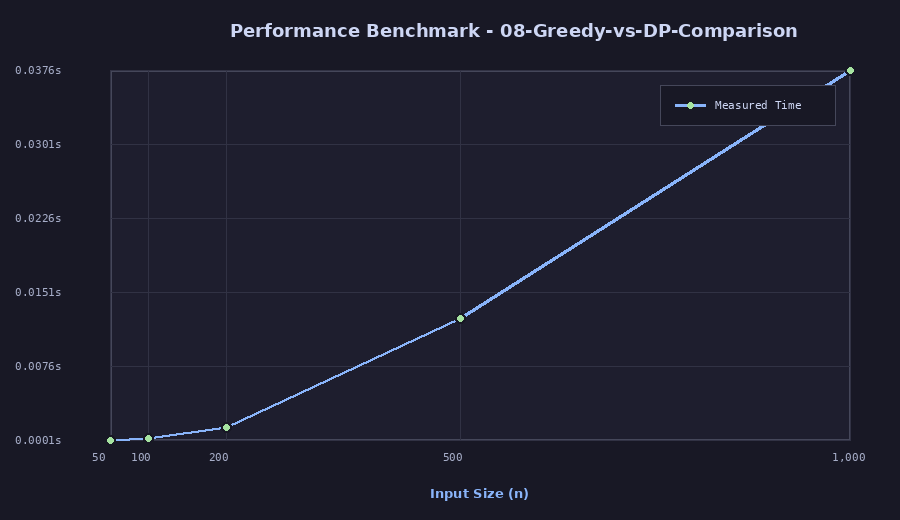 Performance Benchmark - 08-Greedy-vs-DP-Comparison
0.0376s
Measured Time
0.0301s
0.0226s
0.0151s
0.0076s
0.0001s
50 100 200 500 1,000
Input Size (n)